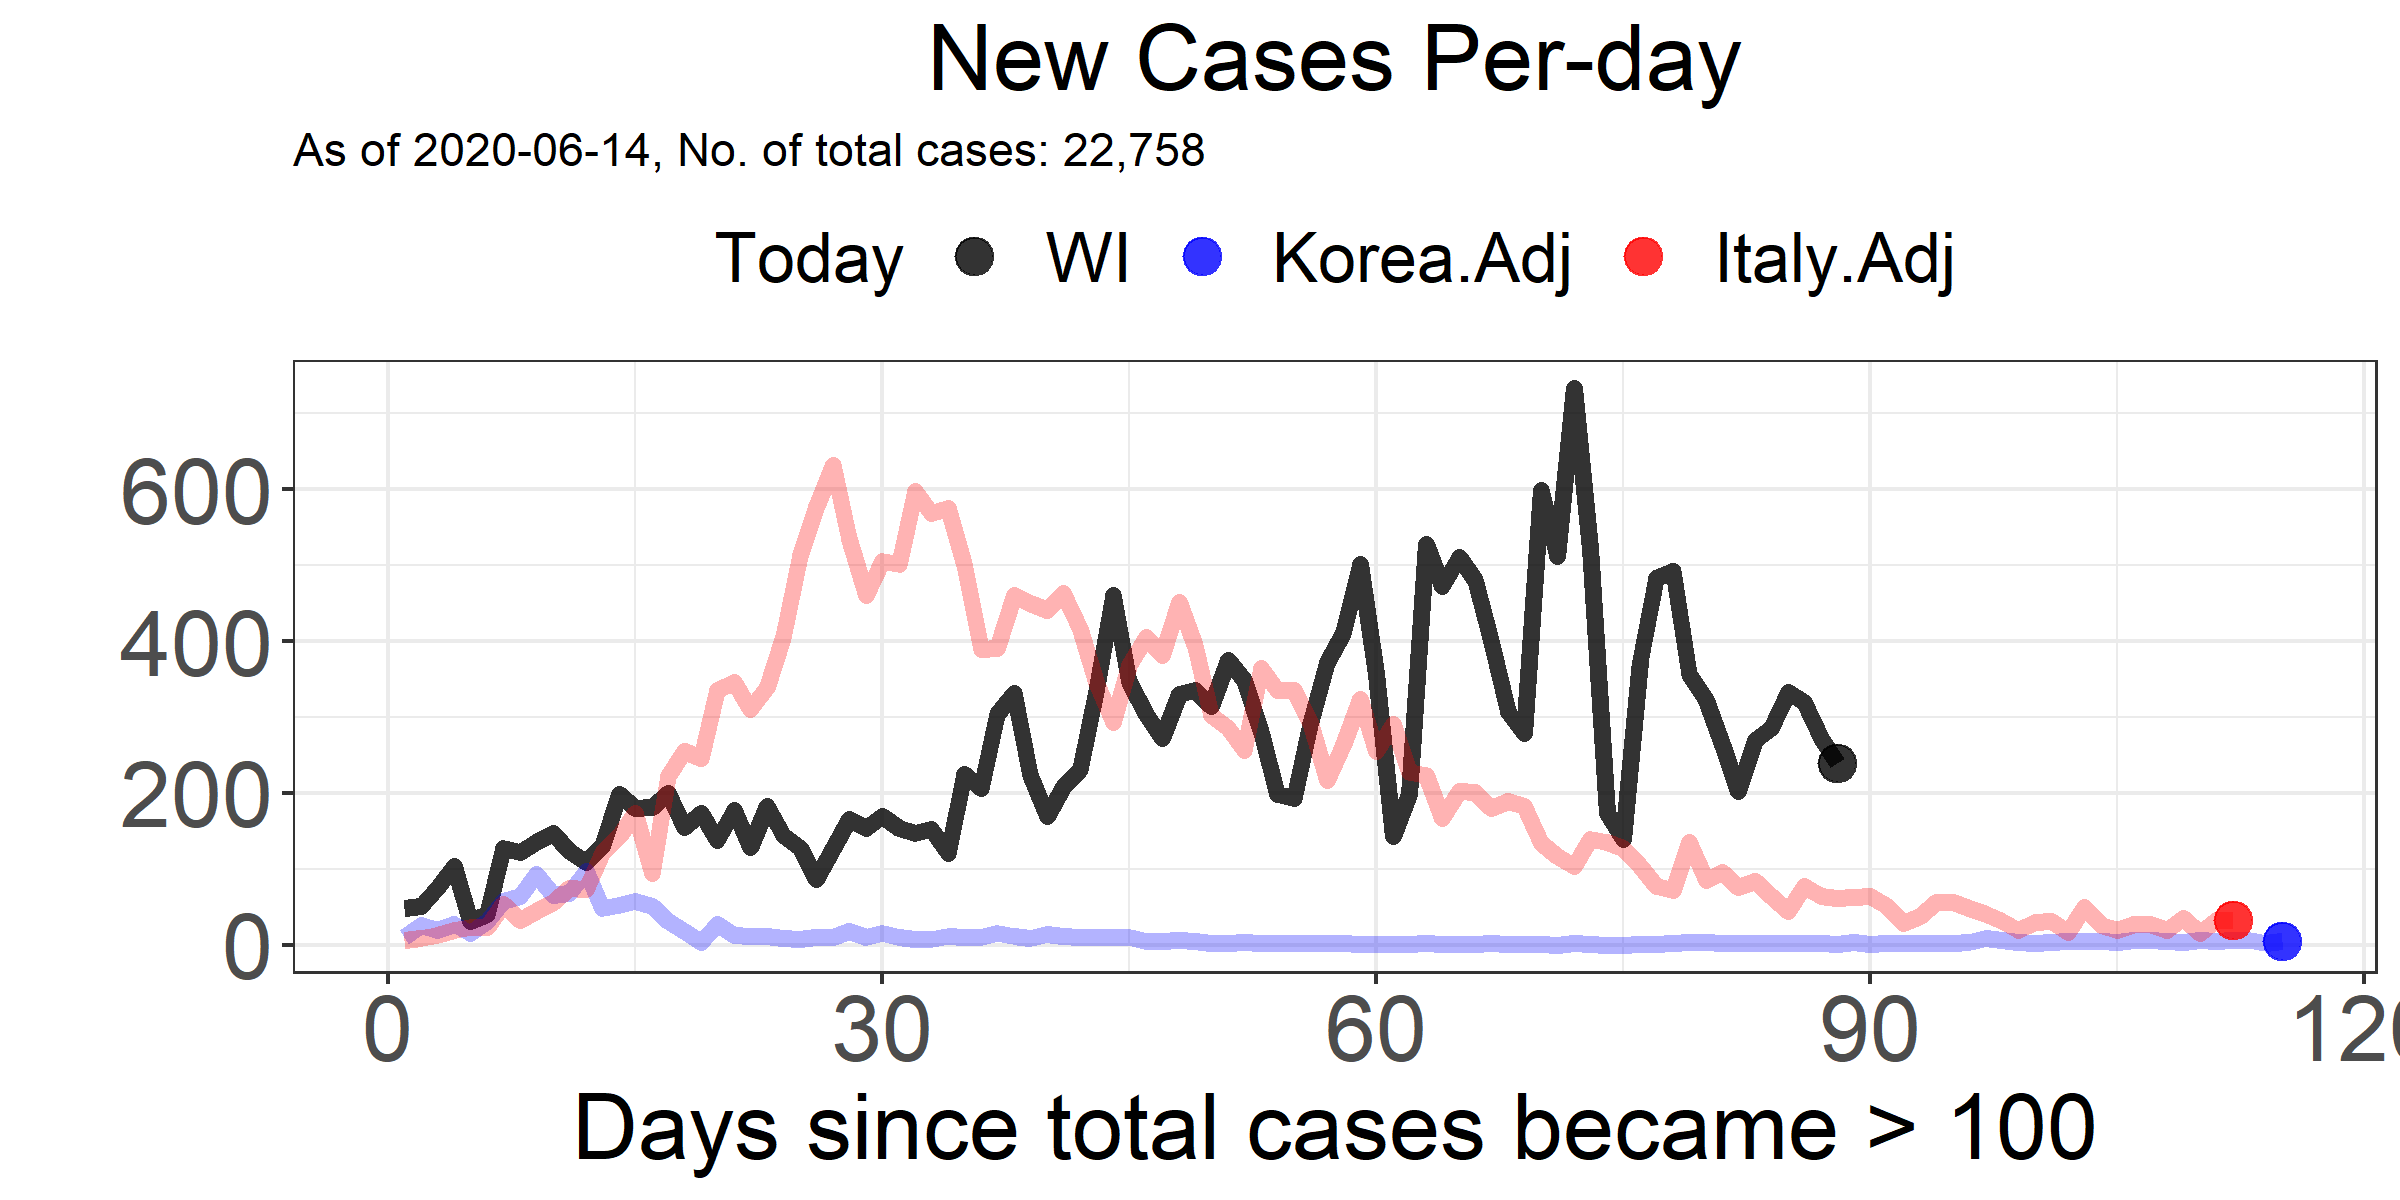 New Cases Per-day
As of 2020-06-14, No. of total cases: 22,758
Today WI Korea.Adj Italy.Adj
600
400
200
0
0 30 60 90 120
Days since total cases became > 100